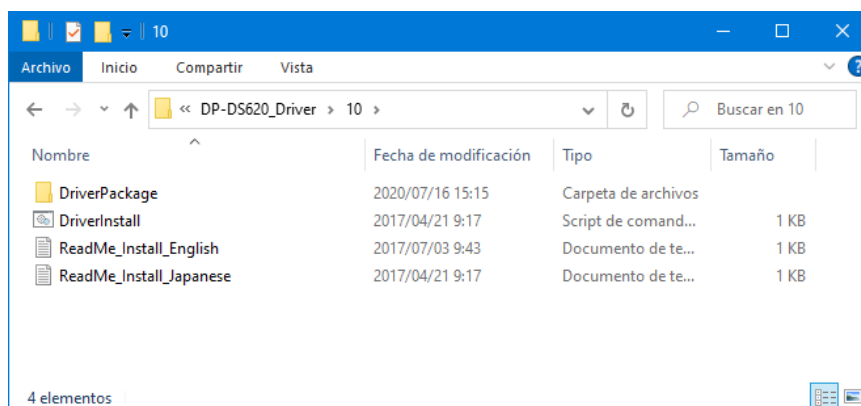 10
Archivo Inicio Compartir Vista
« DP-DS620_Driver > 10 > Buscar en 10
Nombre Fecha de modificación Tipo Tamaño
DriverPackage 2020/07/16 15:15 Carpeta de archivos
DriverInstall 2017/04/21 9:17 Script de comand... 1 KB
ReadMe_Install_English 2017/07/03 9:43 Documento de te... 1 KB
ReadMe_Install_Japanese 2017/04/21 9:17 Documento de te... 1 KB
4 elementos